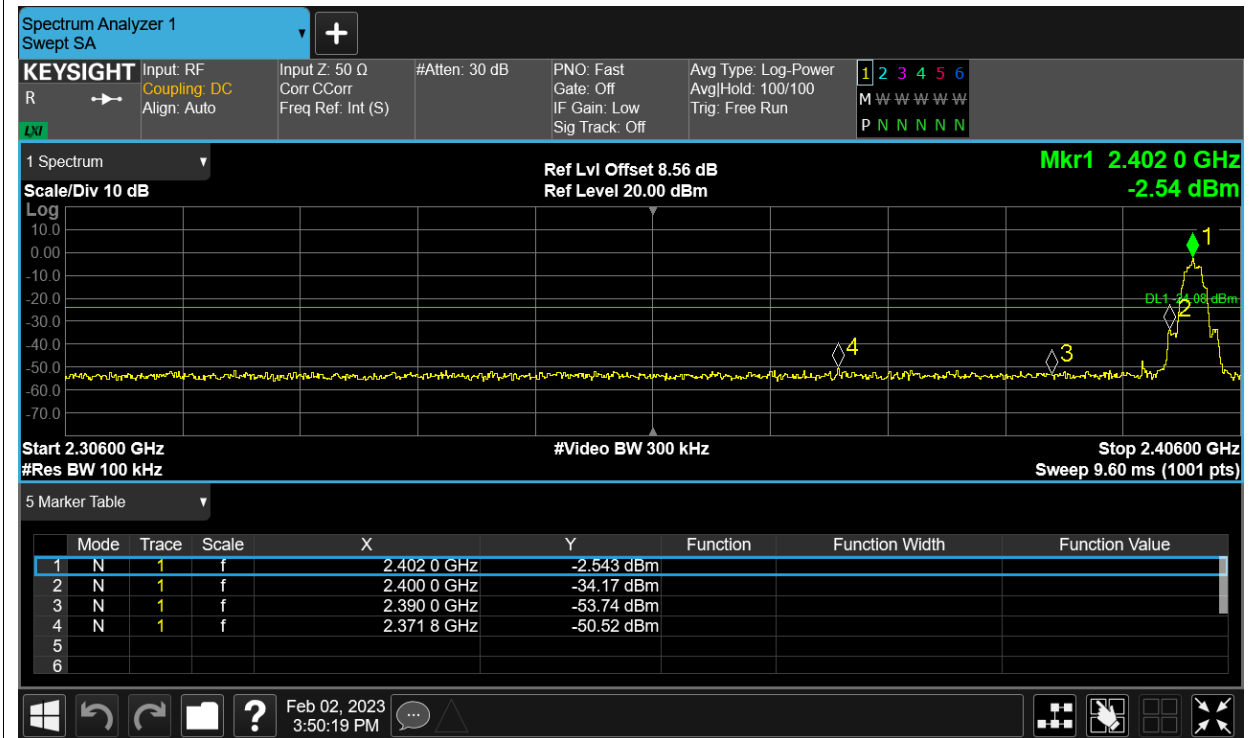 Spectrum Analyzer 1
Swept SA
+
KEYSIGHT
R
LXI
Input: RF
Coupling: DC
Align: Auto
Input Z: 50 Ω
Corr CCorr
Freq Ref: Int (S)
#Atten: 30 dB
PNO: Fast
Gate: Off
IF Gain: Low
Sig Track: Off
Avg Type: Log-Power
Avg|Hold: 100/100
Trig: Free Run
1 2 3 4 5 6
M W W W W W
P N N N N N
1 Spectrum
Scale/Div 10 dB
Ref Lvl Offset 8.56 dB
Ref Level 20.00 dBm
Mkr1 2.402 0 GHz
-2.54 dBm
Log
10.0
0.00
-10.0
-20.0
-30.0
-40.0
-50.0
-60.0
-70.0
1
DL1 -24.08 dBm
2
4
3
Start 2.30600 GHz
#Video BW 300 kHz
Stop 2.40600 GHz
#Res BW 100 kHz
Sweep 9.60 ms (1001 pts)
5 Marker Table
Mode Trace Scale X Y Function Function Width Function Value
1 N 1 f 2.402 0 GHz -2.543 dBm
2 N 1 f 2.400 0 GHz -34.17 dBm
3 N 1 f 2.390 0 GHz -53.74 dBm
4 N 1 f 2.371 8 GHz -50.52 dBm
5
6
?
Feb 02, 2023
3:50:19 PM